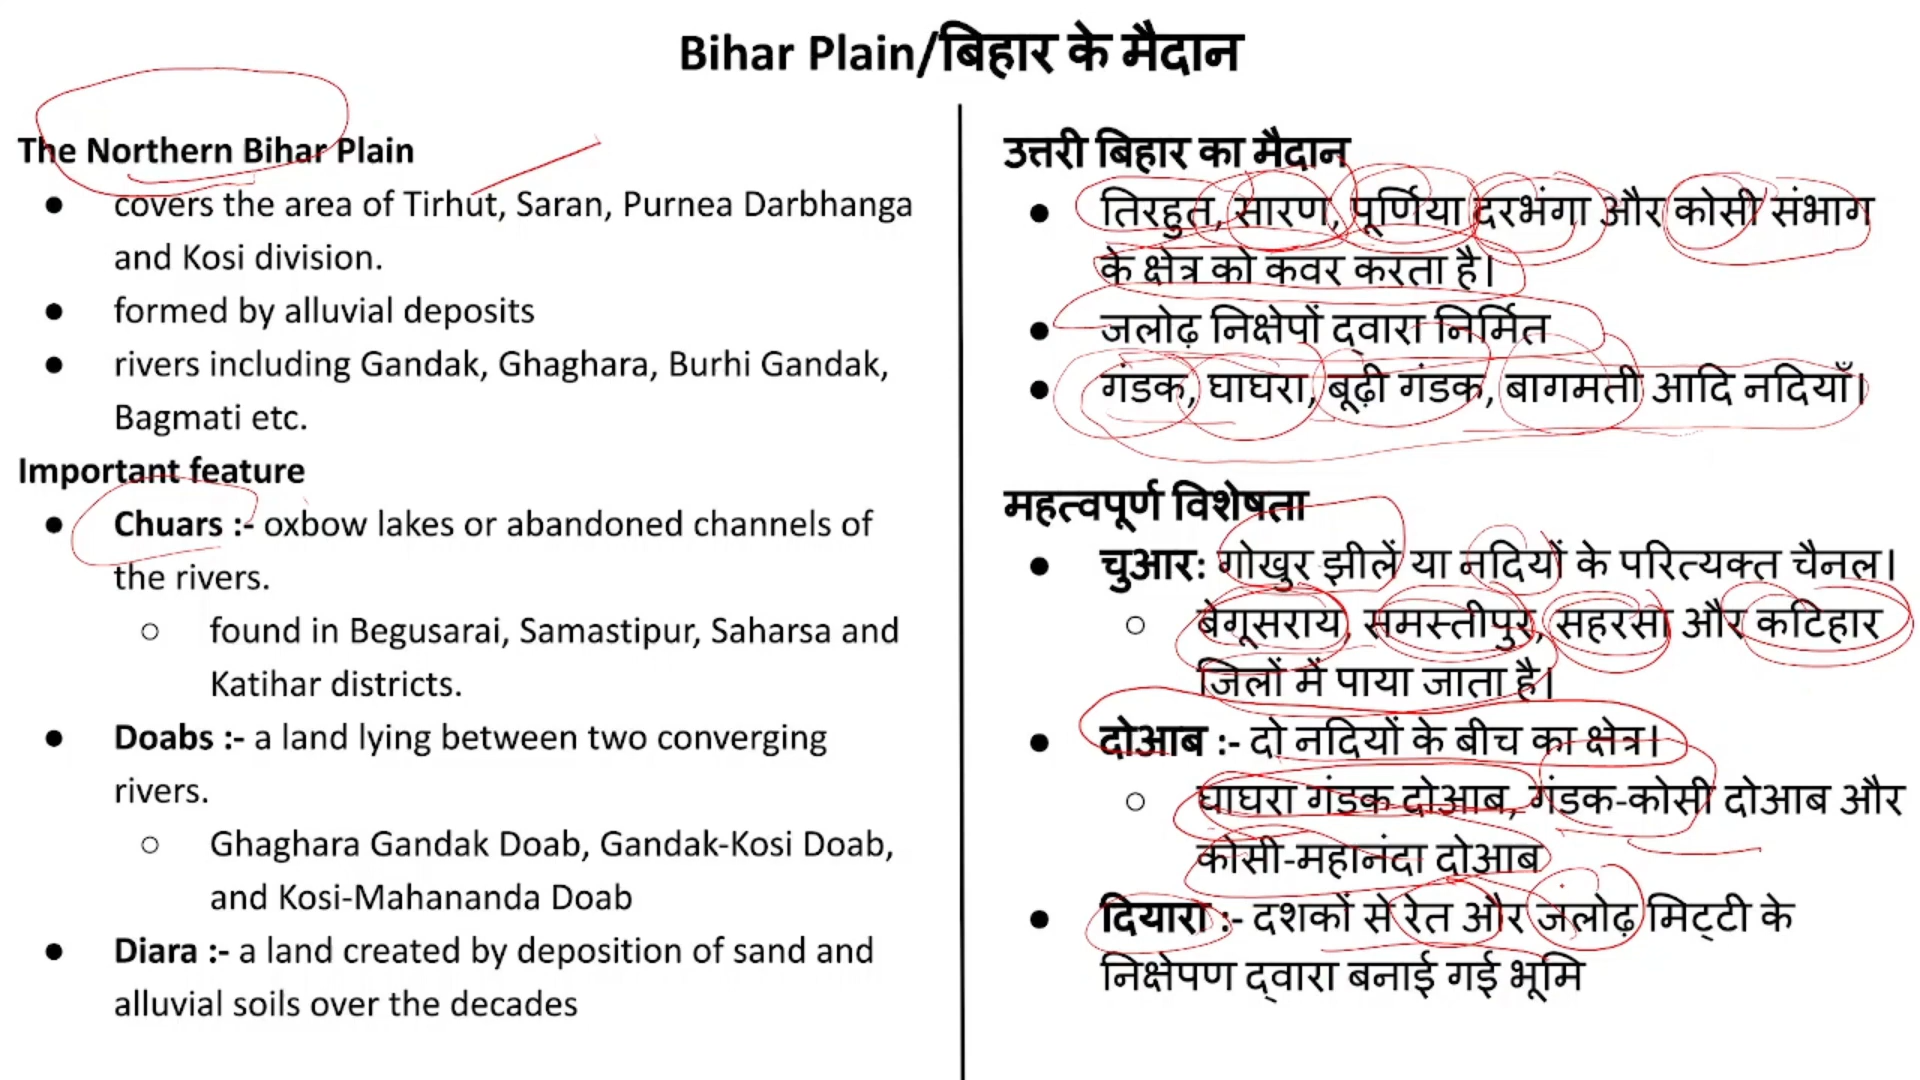 Bihar Plain/बिहार के मैदान
The Northern Bihar Plain
● covers the area of Tirhut, Saran, Purnea Darbhanga
and Kosi division.
● formed by alluvial deposits
● rivers including Gandak, Ghaghara, Burhi Gandak,
Bagmati etc.
Important feature
● Chuars :- oxbow lakes or abandoned channels of
the rivers.
○ found in Begusarai, Samastipur, Saharsa and
Katihar districts.
● Doabs :- a land lying between two converging
rivers.
○ Ghaghara Gandak Doab, Gandak-Kosi Doab,
and Kosi-Mahananda Doab
● Diara :- a land created by deposition of sand and
alluvial soils over the decades
उत्तरी बिहार का मैदान
● तिरहुत, सारण, पूर्णिया दरभंगा और कोसी संभाग
के क्षेत्र को कवर करता है।
● जलोढ़ निक्षेपों द्वारा निर्मित
● गंडक, घाघरा, बूढ़ी गंडक, बागमती आदि नदियाँ।
महत्वपूर्ण विशेषता
● चुआर: गोखुर झीलें या नदियों के परित्यक्त चैनल।
○ बेगूसराय, समस्तीपुर, सहरसा और कटिहार
जिलों में पाया जाता है।
● दोआब :- दो नदियों के बीच का क्षेत्र।
○ घाघरा गंडक दोआब, गंडक-कोसी दोआब और
कोसी-महानंदा दोआब
● दियारा :- दशकों से रेत और जलोढ़ मिट्टी के
निक्षेपण द्वारा बनाई गई भूमि